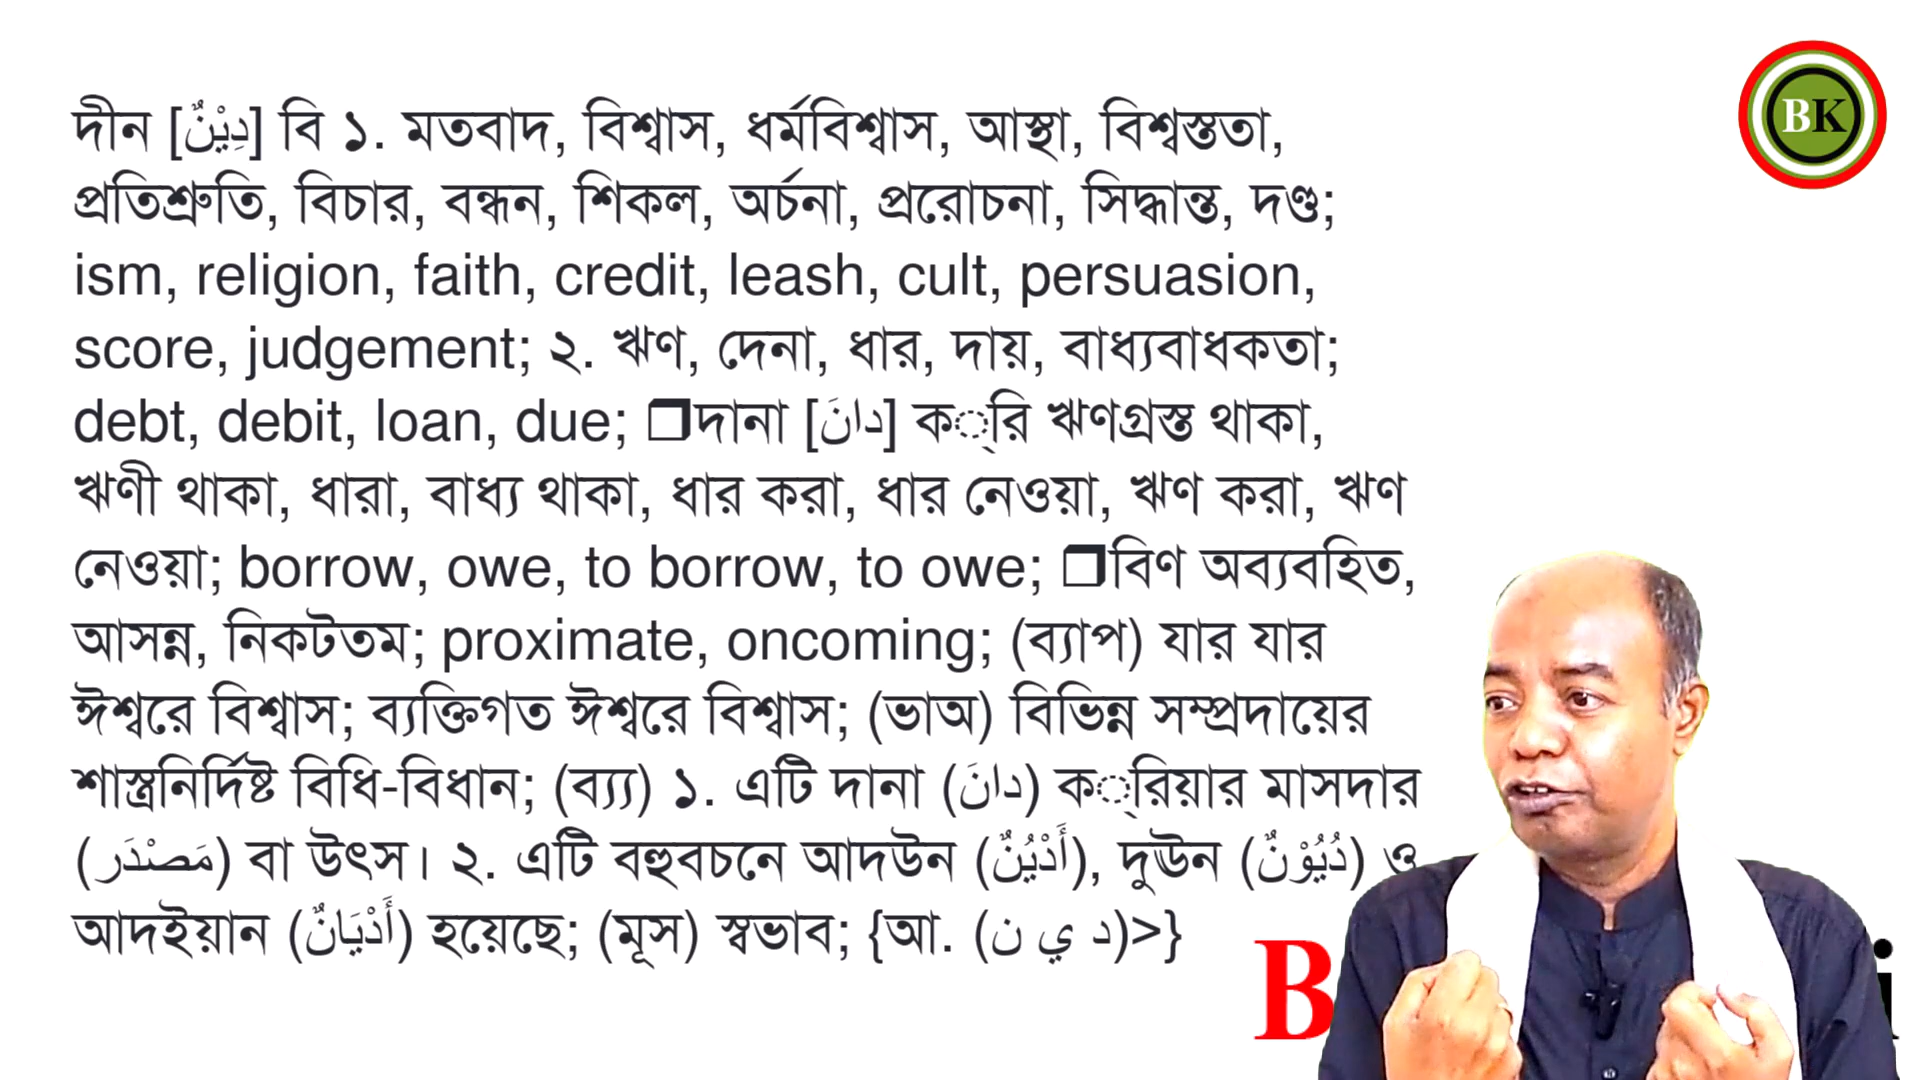 দীন [دِيْنٌ] বি ১. মতবাদ, বিশ্বাস, ধর্মবিশ্বাস, আস্থা, বিশ্বস্ততা,
প্রতিশ্রুতি, বিচার, বন্ধন, শিকল, অর্চনা, প্ররোচনা, সিদ্ধান্ত, দণ্ড;
ism, religion, faith, credit, leash, cult, persuasion,
score, judgement; ২. ঋণ, দেনা, ধার, দায়, বাধ্যবাধকতা;
debt, debit, loan, due; ❒দানা [دانَ] ক্রি ঋণগ্রস্ত থাকা,
ঋণী থাকা, ধারা, বাধ্য থাকা, ধার করা, ধার নেওয়া, ঋণ করা, ঋণ
নেওয়া; borrow, owe, to borrow, to owe; ❒বিণ অব্যবহিত,
আসন্ন, নিকটতম; proximate, oncoming; (ব্যাপ) যার যার
ঈশ্বরে বিশ্বাস; ব্যক্তিগত ঈশ্বরে বিশ্বাস; (ভাঅ) বিভিন্ন সম্প্রদায়ের
শাস্ত্রনির্দিষ্ট বিধি-বিধান; (ব্য্য) ১. এটি দানা (دانَ) ক্রিয়ার মাসদার
(مَصْدَر) বা উৎস। ২. এটি বহুবচনে আদউন (أَدْيُنٌ), দুঊন (دُيُوْنٌ) ও
আদইয়ান (أَدْيَانٌ) হয়েছে; (মূস) স্বভাব; {আ. (د ي ن)>}
BK